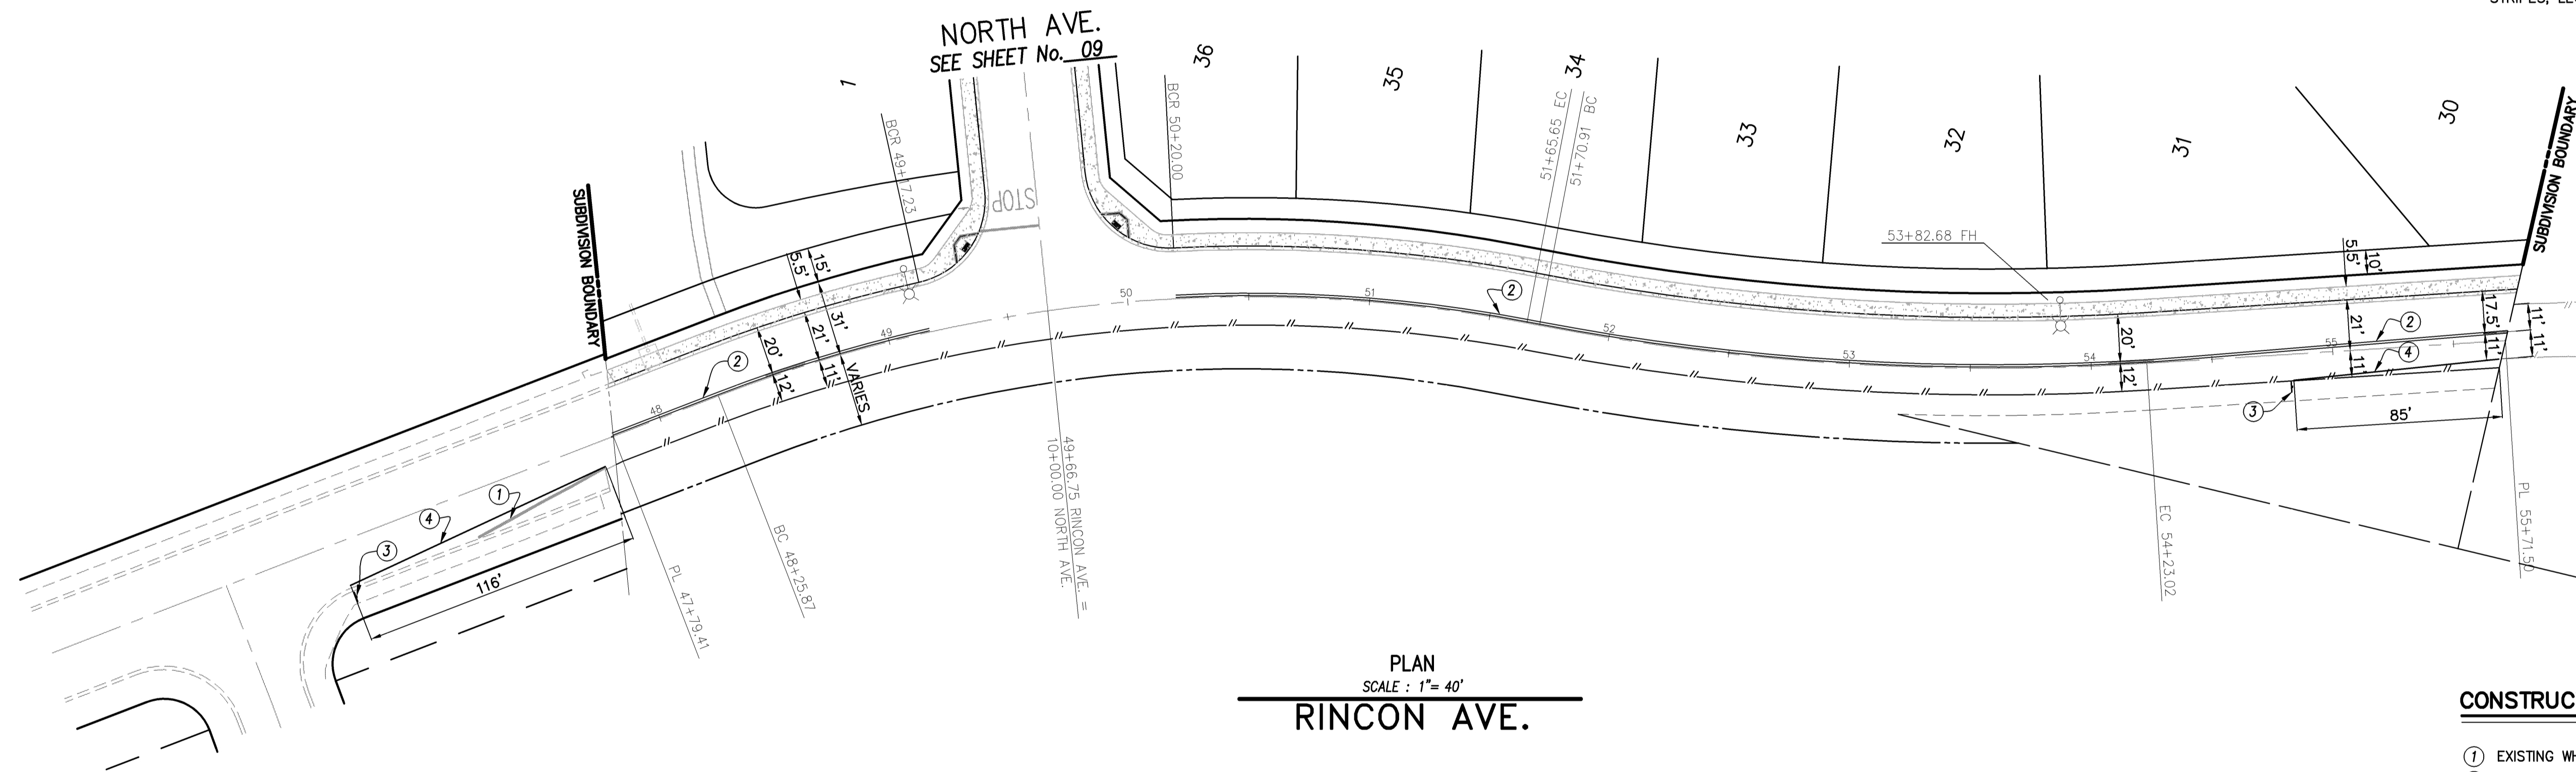 NORTH AVE.
SEE SHEET No. 09
1
36
35
34
33
32
31
30
SUBDIVISION BOUNDARY
SUBDIVISION BOUNDARY
BCR 49+17.23
BCR 50+20.00
STOP
51+65.65 EC
51+70.91 BC
53+82.68 FH
15'
5.5'
31'
21'
20'
11'
12'
VARIES
48
49
50
51
52
53
54
55
2
2
2
20'
12'
5.5'
10'
21'
11'
17.5'
11'
11'
11'
4
3
85'
1
4
3
116'
PL 47+79.41
BC 48+25.87
49+66.75 RINCON AVE. =
10+00.00 NORTH AVE.
EC 54+23.02
PL 55+71.50
PLAN
SCALE : 1"= 40'
RINCON AVE.
CONSTRUC
1 EXISTING WH